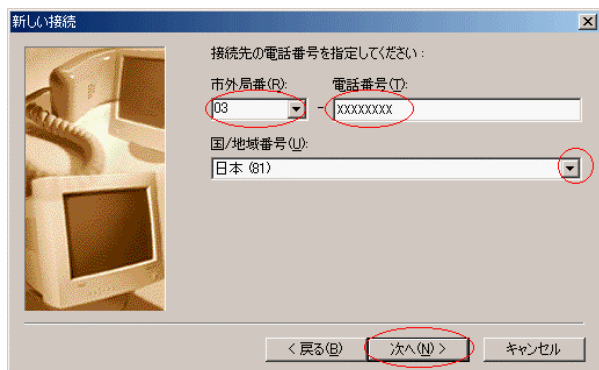 新しい接続
接続先の電話番号を指定してください:
市外局番(R): 電話番号(T):
03 - xxxxxxxx
国/地域番号(U):
日本 (81)
< 戻る(B) 次へ(N) > キャンセル